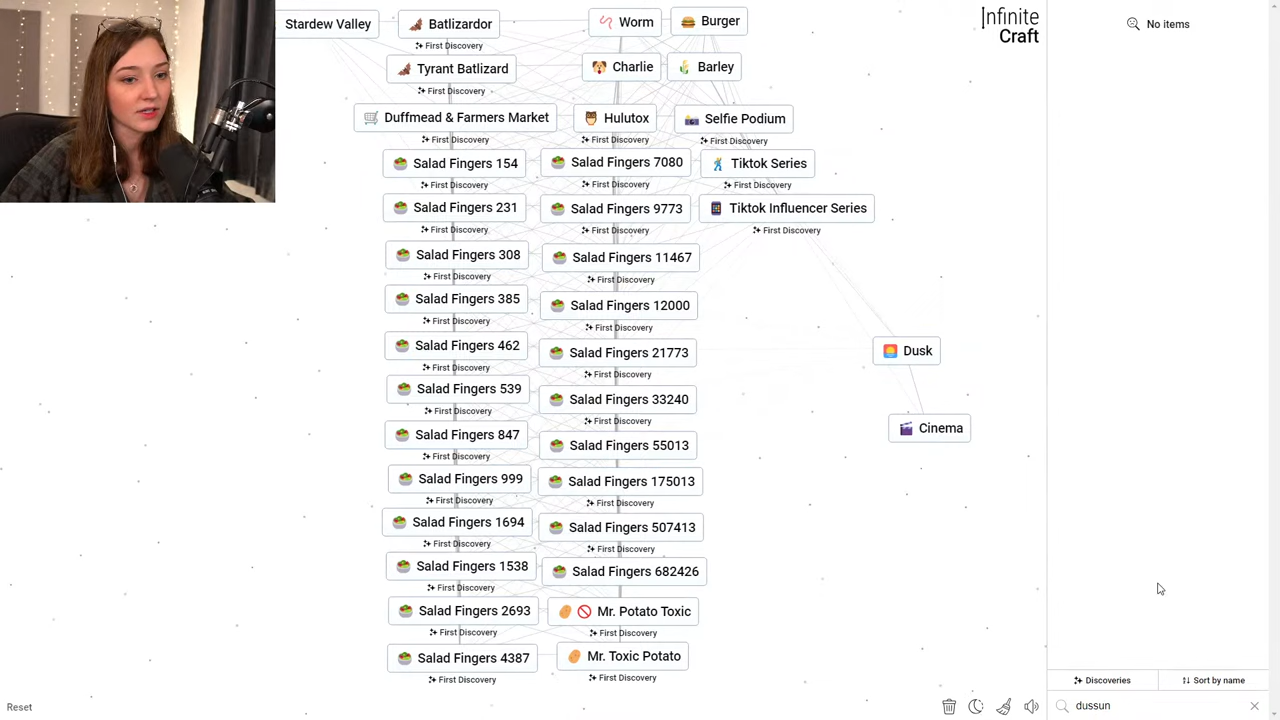 Stardew Valley
Batlizardor
First Discovery
Worm
Burger
Infinite
Craft
No items
Tyrant Batlizard
First Discovery
Charlie
Barley
Duffmead & Farmers Market
First Discovery
Hulutox
First Discovery
Selfie Podium
First Discovery
Salad Fingers 154
First Discovery
Salad Fingers 7080
First Discovery
Tiktok Series
First Discovery
Salad Fingers 231
First Discovery
Salad Fingers 9773
First Discovery
Tiktok Influencer Series
First Discovery
Salad Fingers 308
First Discovery
Salad Fingers 11467
First Discovery
Salad Fingers 385
First Discovery
Salad Fingers 12000
First Discovery
Salad Fingers 462
First Discovery
Salad Fingers 21773
First Discovery
Dusk
Salad Fingers 539
First Discovery
Salad Fingers 33240
First Discovery
Cinema
Salad Fingers 847
First Discovery
Salad Fingers 55013
First Discovery
Salad Fingers 999
First Discovery
Salad Fingers 175013
First Discovery
Salad Fingers 1694
First Discovery
Salad Fingers 507413
First Discovery
Salad Fingers 1538
First Discovery
Salad Fingers 682426
First Discovery
Salad Fingers 2693
First Discovery
Mr. Potato Toxic
First Discovery
Salad Fingers 4387
First Discovery
Mr. Toxic Potato
First Discovery
Discoveries
Sort by name
Reset
dussun